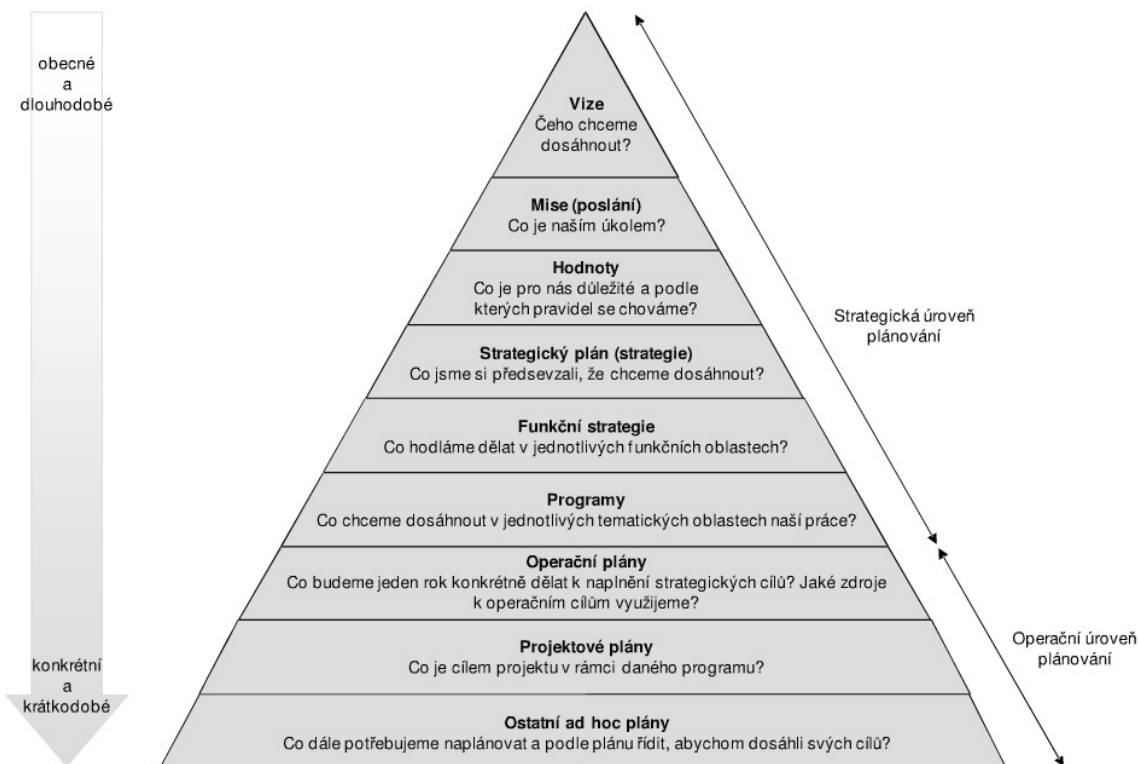 obecné
a
dlouhodobé
Vize
Čeho chceme
dosáhnout?
Mise (poslání)
Co je naším úkolem?
Hodnoty
Co je pro nás důležité a podle
kterých pravidel se chováme?
Strategický plán (strategie)
Co jsme si předsevzali, že chceme dosáhnout?
Funkční strategie
Co hodláme dělat v jednotlivých funkčních oblastech?
Programy
Co chceme dosáhnout v jednotlivých tematických oblastech naší práce?
Operační plány
Co budeme jeden rok konkrétně dělat k naplnění strategických cílů? Jaké zdroje
k operačním cílům využijeme?
Projektové plány
Co je cílem projektu v rámci daného programu?
Ostatní ad hoc plány
Co dále potřebujeme naplánovat a podle plánu řídit, abychom dosáhli svých cílů?
Strategická úroveň
plánování
Operační úroveň
plánování
konkrétní
a
krátkodobé